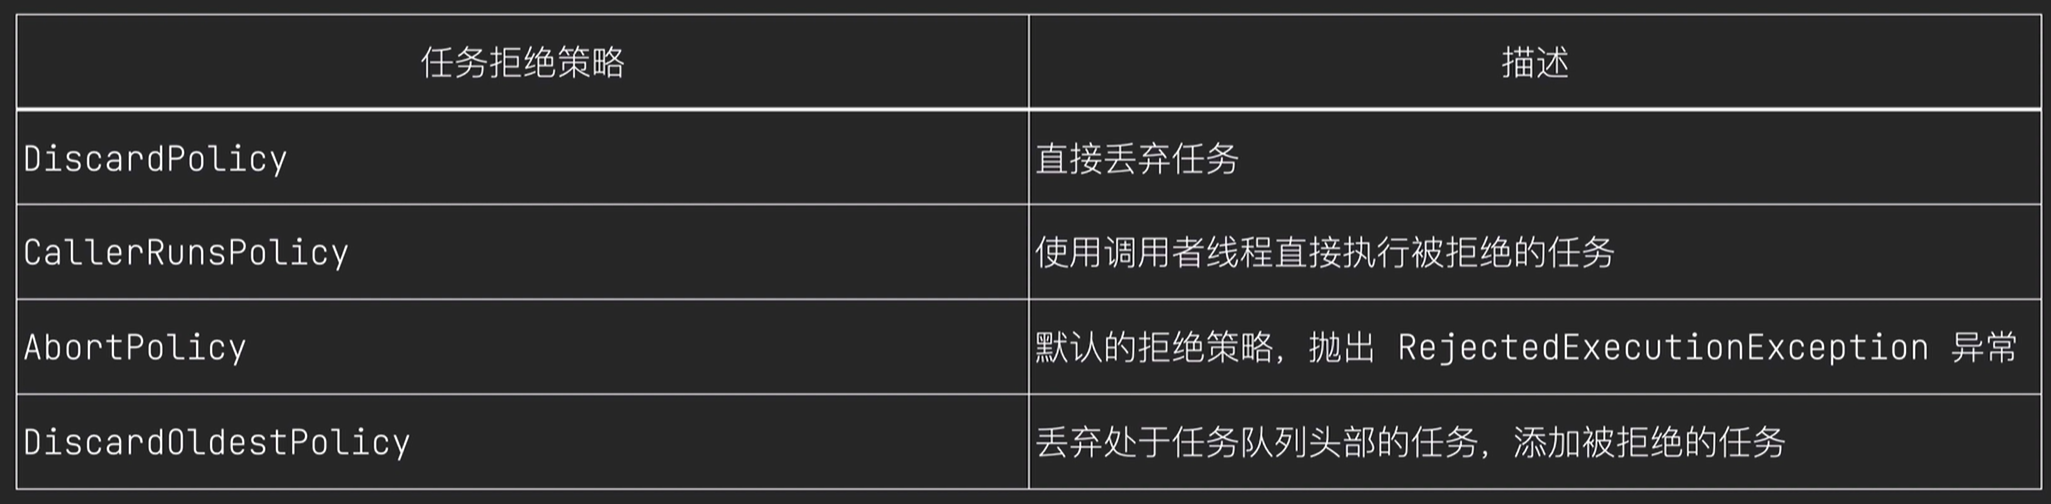 任务拒绝策略 描述
DiscardPolicy 直接丢弃任务
CallerRunsPolicy 使用调用者线程直接执行被拒绝的任务
AbortPolicy 默认的拒绝策略，抛出 RejectedExecutionException 异常
DiscardOldestPolicy 丢弃处于任务队列头部的任务，添加被拒绝的任务